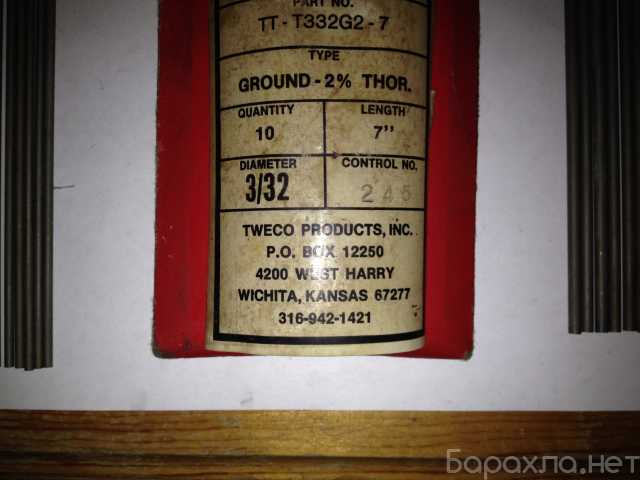 PART NO.
TT-T332G2-7
TYPE
GROUND-2% THOR.
QUANTITY LENGTH
10 7"
DIAMETER CONTROL NO.
3/32 245
TWECO PRODUCTS, INC.
P.O. BOX 12250
4200 WEST HARRY
WICHITA, KANSAS 67277
316-942-1421
Барахла.нет